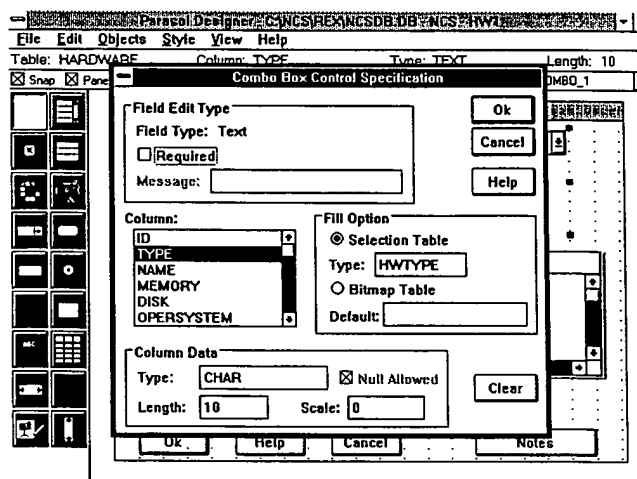 Parasol Designer C:\NCS\REX\NCSDB.DB NCS HW1
File Edit Objects Style View Help
Table: HARDWARE Column: TYPE Type: TEXT Length: 10
Snap Pane OMBO_1
Combo Box Control Specification
Field Edit Type
Field Type: Text
Required
Message:
Ok
Cancel
Help
Column:
ID
TYPE
NAME
MEMORY
DISK
OPERSYSTEM
Fill Option
Selection Table
Type: HWTYPE
Bitmap Table
Default:
Column Data
Type: CHAR Null Allowed
Length: 10 Scale: 0
Clear
Ok Help Cancel Notes